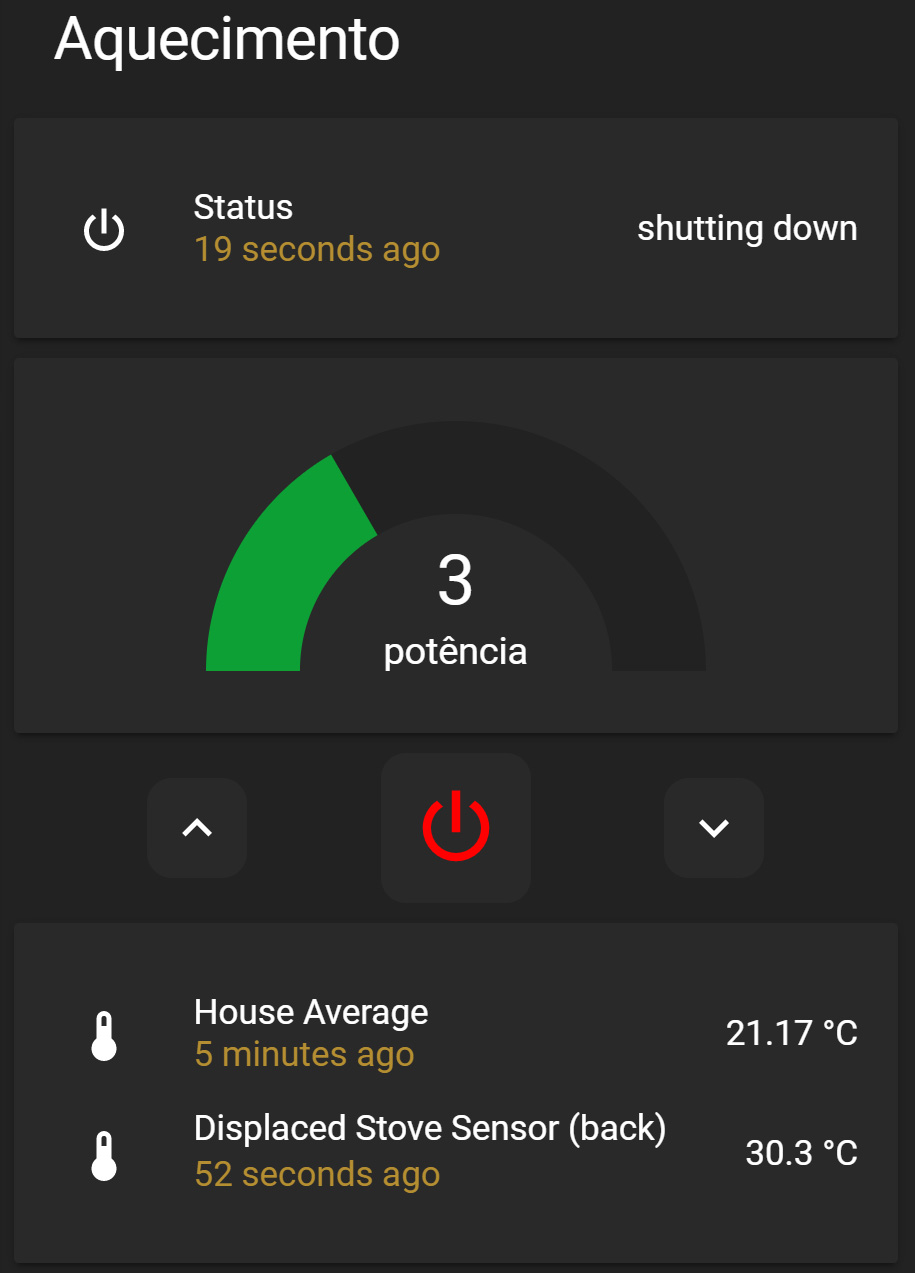 Aquecimento
Status
19 seconds ago
shutting down
3
potência
House Average
5 minutes ago
21.17 °C
Displaced Stove Sensor (back)
52 seconds ago
30.3 °C